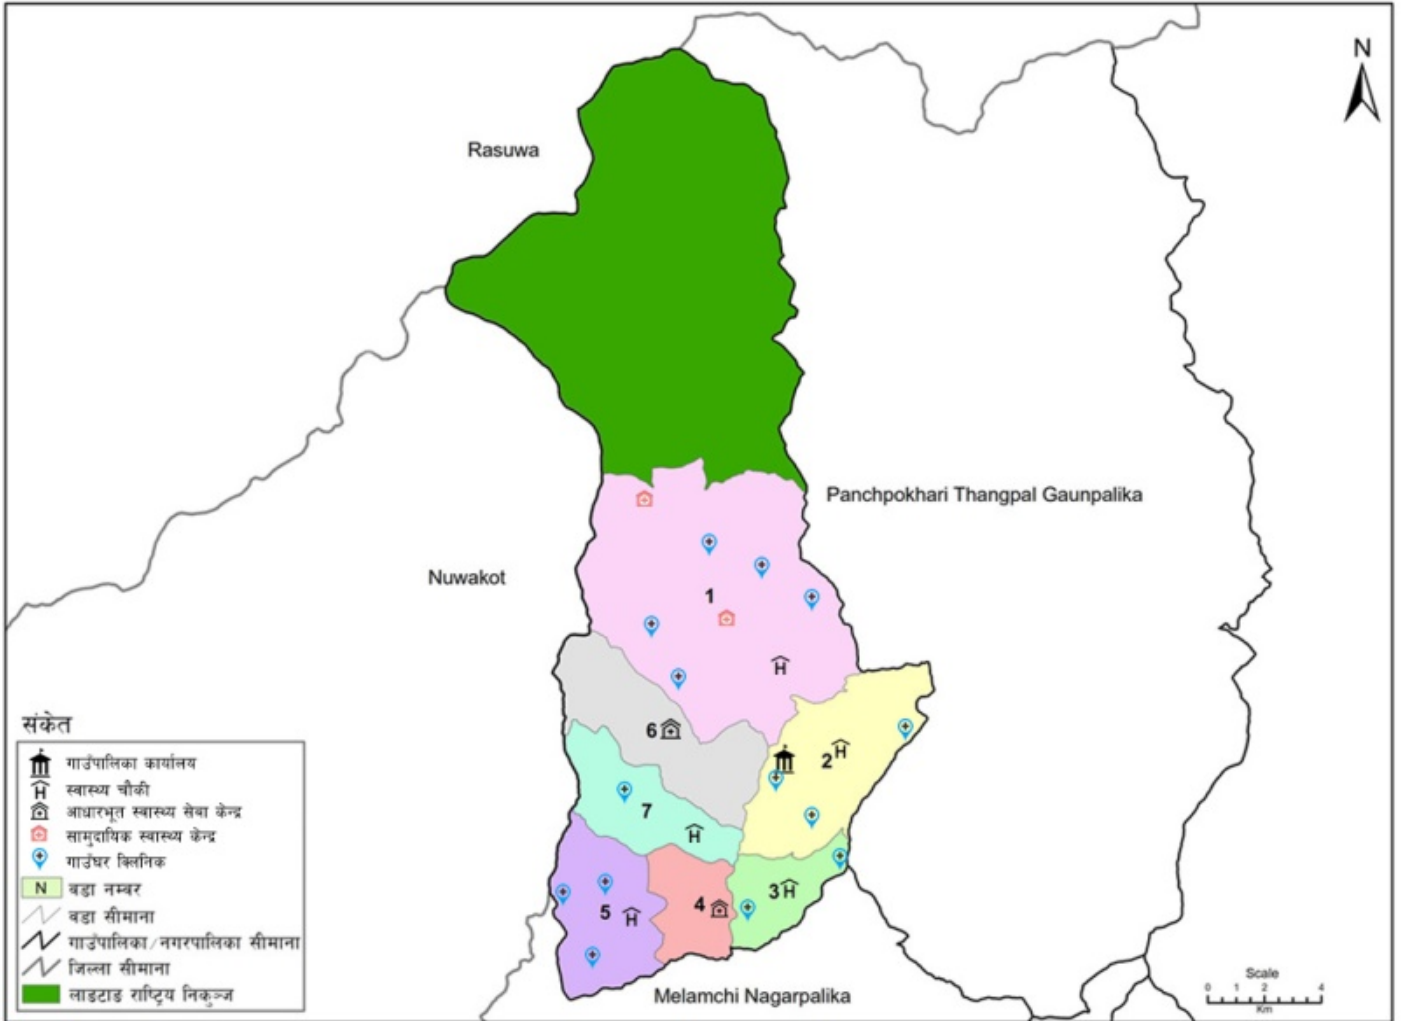 N
Rasuwa
Panchpokhari Thangpal Gaunpalika
Nuwakot
1
6
2
7
3
4
5
Melamchi Nagarpalika
संकेत
गाउँपालिका कार्यालय
स्वास्थ्य चौकी
आधारभूत स्वास्थ्य सेवा केन्द्र
सामुदायिक स्वास्थ्य केन्द्र
गाउँघर क्लिनिक
N वडा नम्बर
वडा सीमाना
गाउँपालिका/नगरपालिका सीमाना
जिल्ला सीमाना
लाङटाङ राष्ट्रिय निकुञ्ज
Scale
0 1 2 4
Km